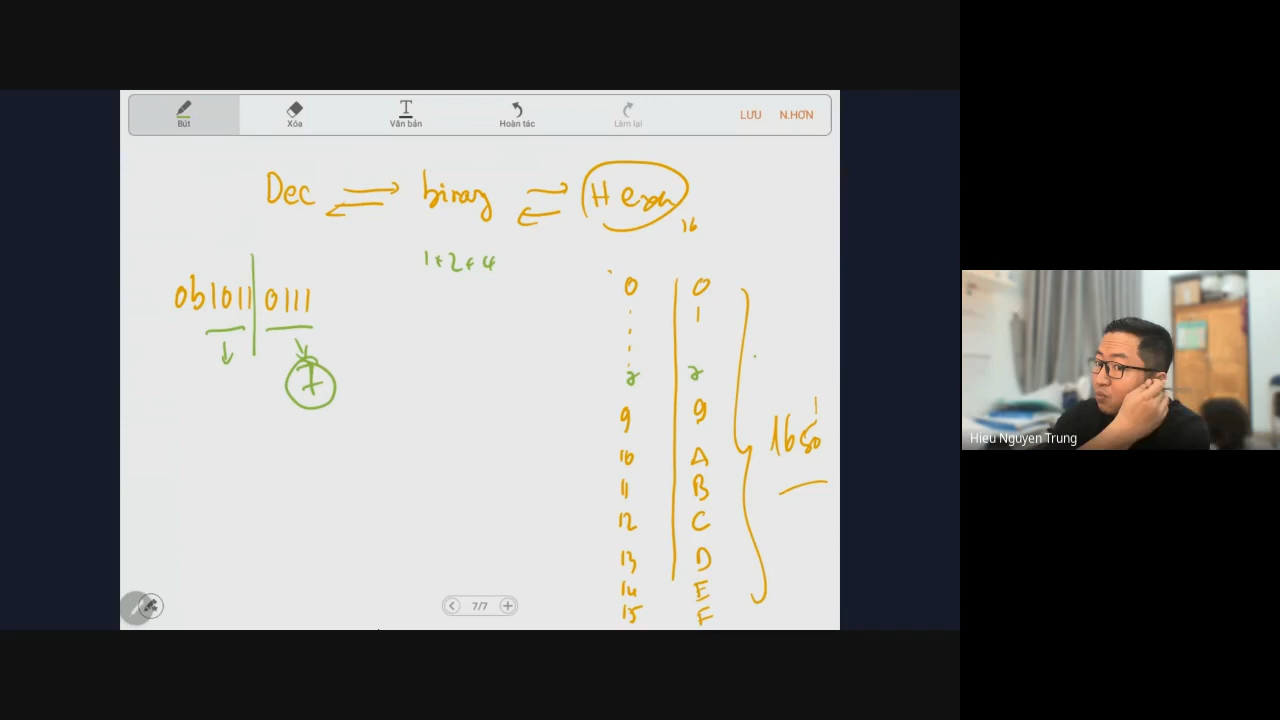 Bút Xóa Văn bản Hoàn tác Làm lại LƯU N.HƠN
Dec binary Hexa
16
1+2+4
0b1011 0111
7
0 0
1
9 9
10 A
11 B
12 C
13 D
14 E
15 F
16 số
7/7
Hieu Nguyen Trung